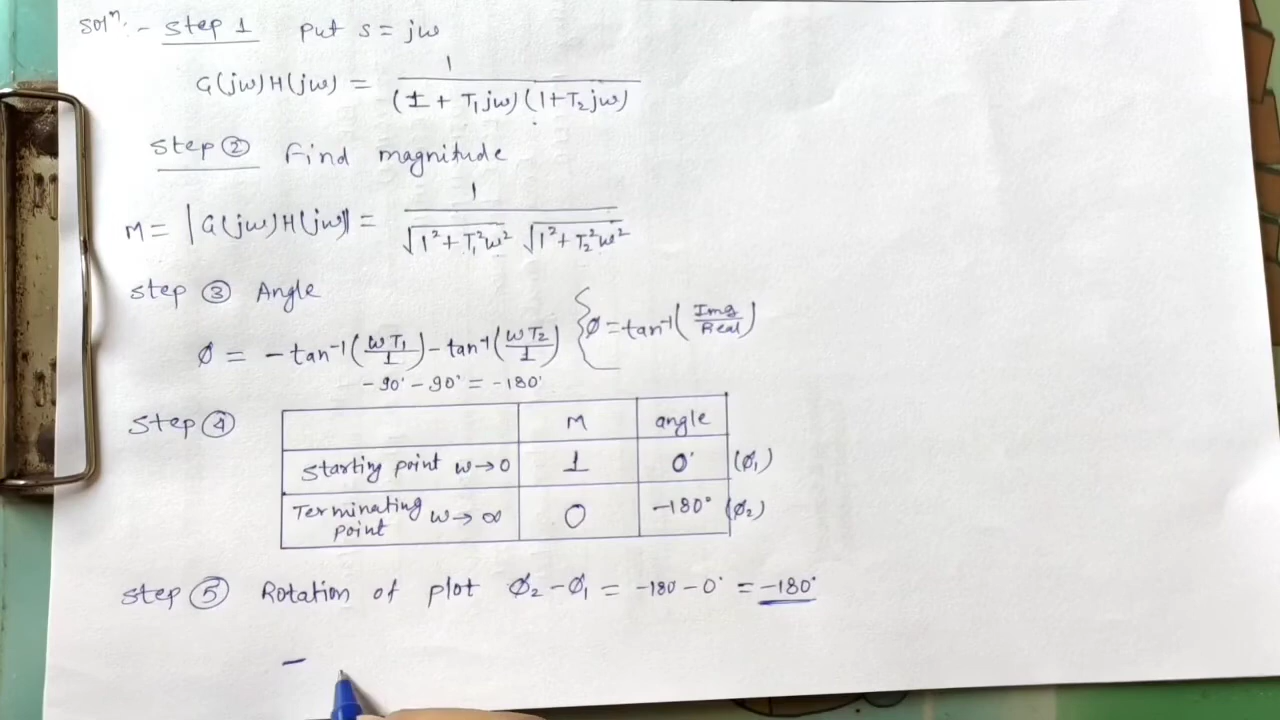 Solⁿ. - Step 1 Put s = jω
G(jω)H(jω) = 1 / (1 + T₁jω)(1+T₂jω)
Step ② Find magnitude
M = |G(jω)H(jω)| = 1 / √1²+T₁²ω² √1²+T₂²ω²
Step ③ Angle
Ø = -tan⁻¹(ωT₁/1) - tan⁻¹(ωT₂/1) {Ø = tan⁻¹(Img/Real)
-90° - 90° = -180°
Step ④
M angle
Starting point ω→0 1 0° (Ø₁)
Terminating point ω→∞ 0 -180° (Ø₂)
Step ⑤ Rotation of plot Ø₂ - Ø₁ = -180 - 0° = -180°
-